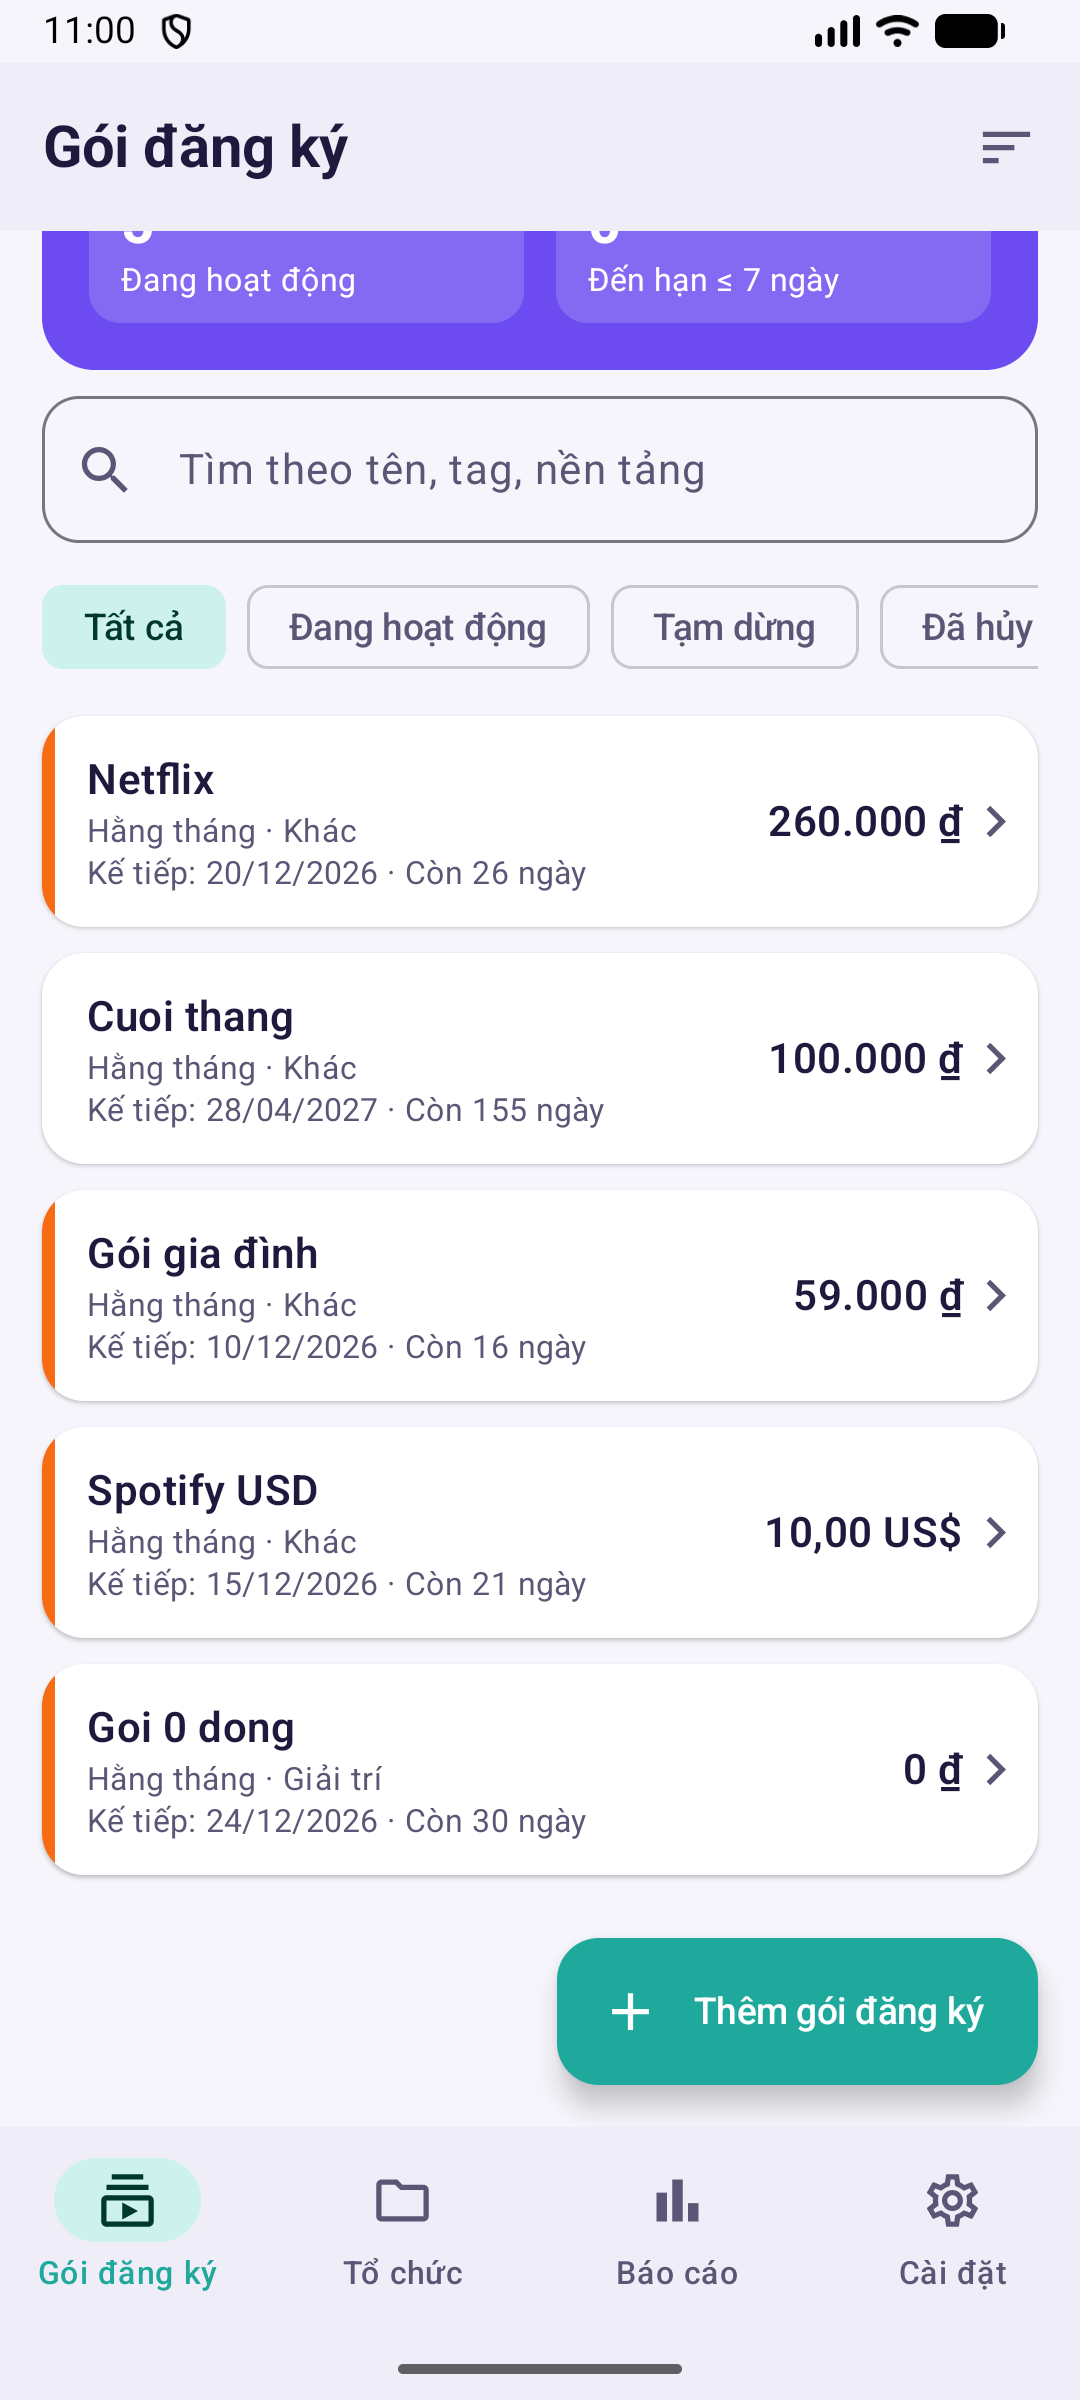 11:00
Gói đăng ký
Đang hoạt động
Đến hạn ≤ 7 ngày
Tìm theo tên, tag, nền tảng
Tất cả
Đang hoạt động
Tạm dừng
Đã hủy
Netflix
Hằng tháng · Khác
Kế tiếp: 20/12/2026 · Còn 26 ngày
260.000 ₫
Cuoi thang
Hằng tháng · Khác
Kế tiếp: 28/04/2027 · Còn 155 ngày
100.000 ₫
Gói gia đình
Hằng tháng · Khác
Kế tiếp: 10/12/2026 · Còn 16 ngày
59.000 ₫
Spotify USD
Hằng tháng · Khác
Kế tiếp: 15/12/2026 · Còn 21 ngày
10,00 US$
Goi 0 dong
Hằng tháng · Giải trí
Kế tiếp: 24/12/2026 · Còn 30 ngày
0 ₫
Thêm gói đăng ký
Gói đăng ký
Tổ chức
Báo cáo
Cài đặt